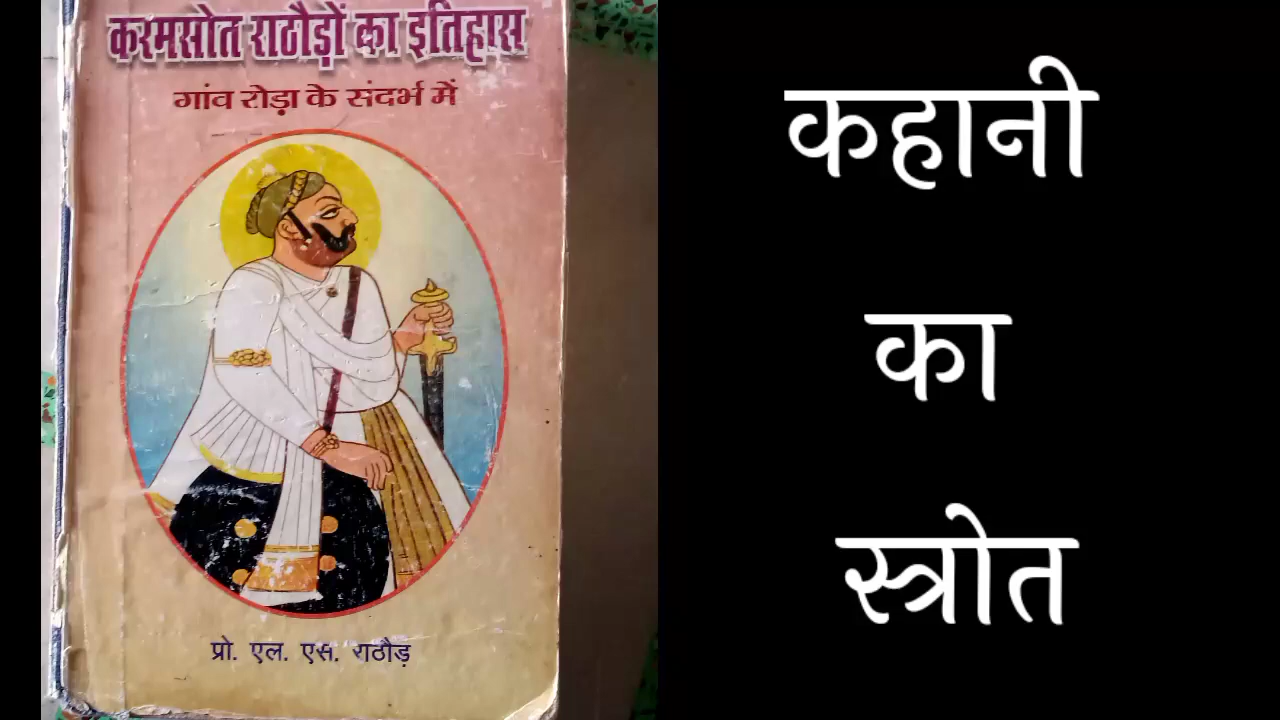 करमसोत राठौड़ों का इतिहास
गांव रोड़ा के संदर्भ में
प्रो. एल. एस. राठौड़
कहानी
का
स्त्रोत